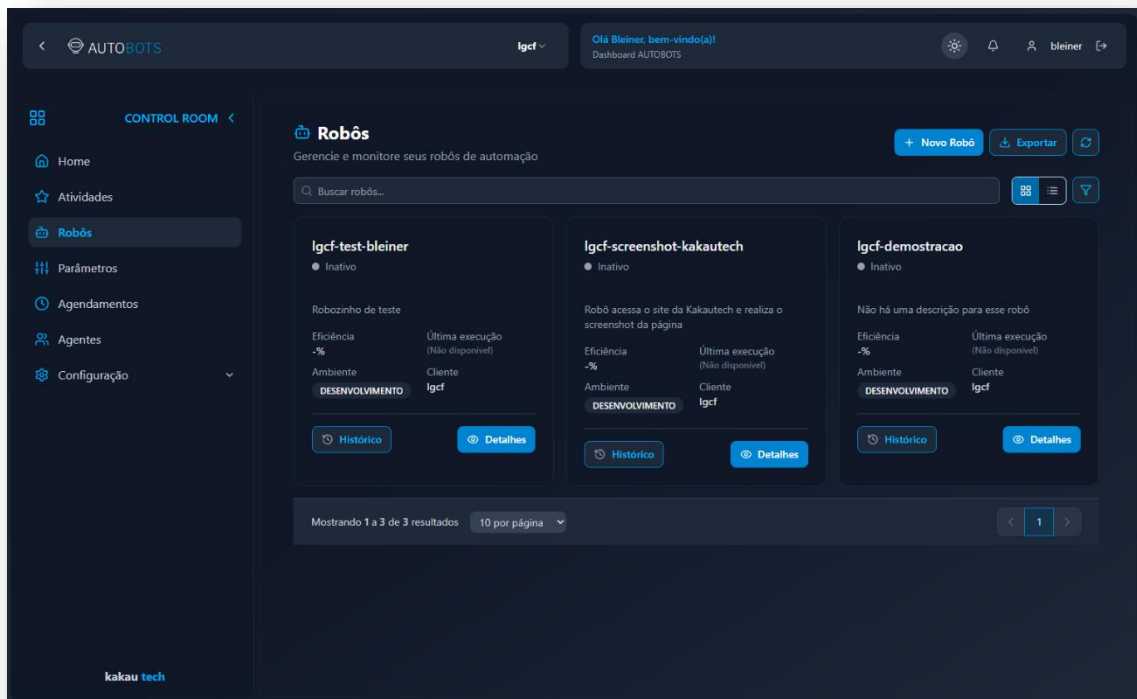 AUTOBOTS
lgcf
Olá Bleiner, bem-vindo(a)!
Dashboard AUTOBOTS
bleiner
CONTROL ROOM
Home
Atividades
Robôs
Parâmetros
Agendamentos
Agentes
Configuração
kakau tech
Robôs
Gerencie e monitore seus robôs de automação
+ Novo Robô
Exportar
Buscar robôs...
lgcf-test-bleiner
Inativo
Robozinho de teste
Eficiência
-%
Última execução
(Não disponível)
Ambiente
DESENVOLVIMENTO
Cliente
lgcf
Histórico
Detalhes
lgcf-screenshot-kakautech
Inativo
Robô acessa o site da Kakautech e realiza o
screenshot da página
Eficiência
-%
Última execução
(Não disponível)
Ambiente
DESENVOLVIMENTO
Cliente
lgcf
Histórico
Detalhes
lgcf-demostracao
Inativo
Não há uma descrição para esse robô
Eficiência
-%
Última execução
(Não disponível)
Ambiente
DESENVOLVIMENTO
Cliente
lgcf
Histórico
Detalhes
Mostrando 1 a 3 de 3 resultados
10 por página
1